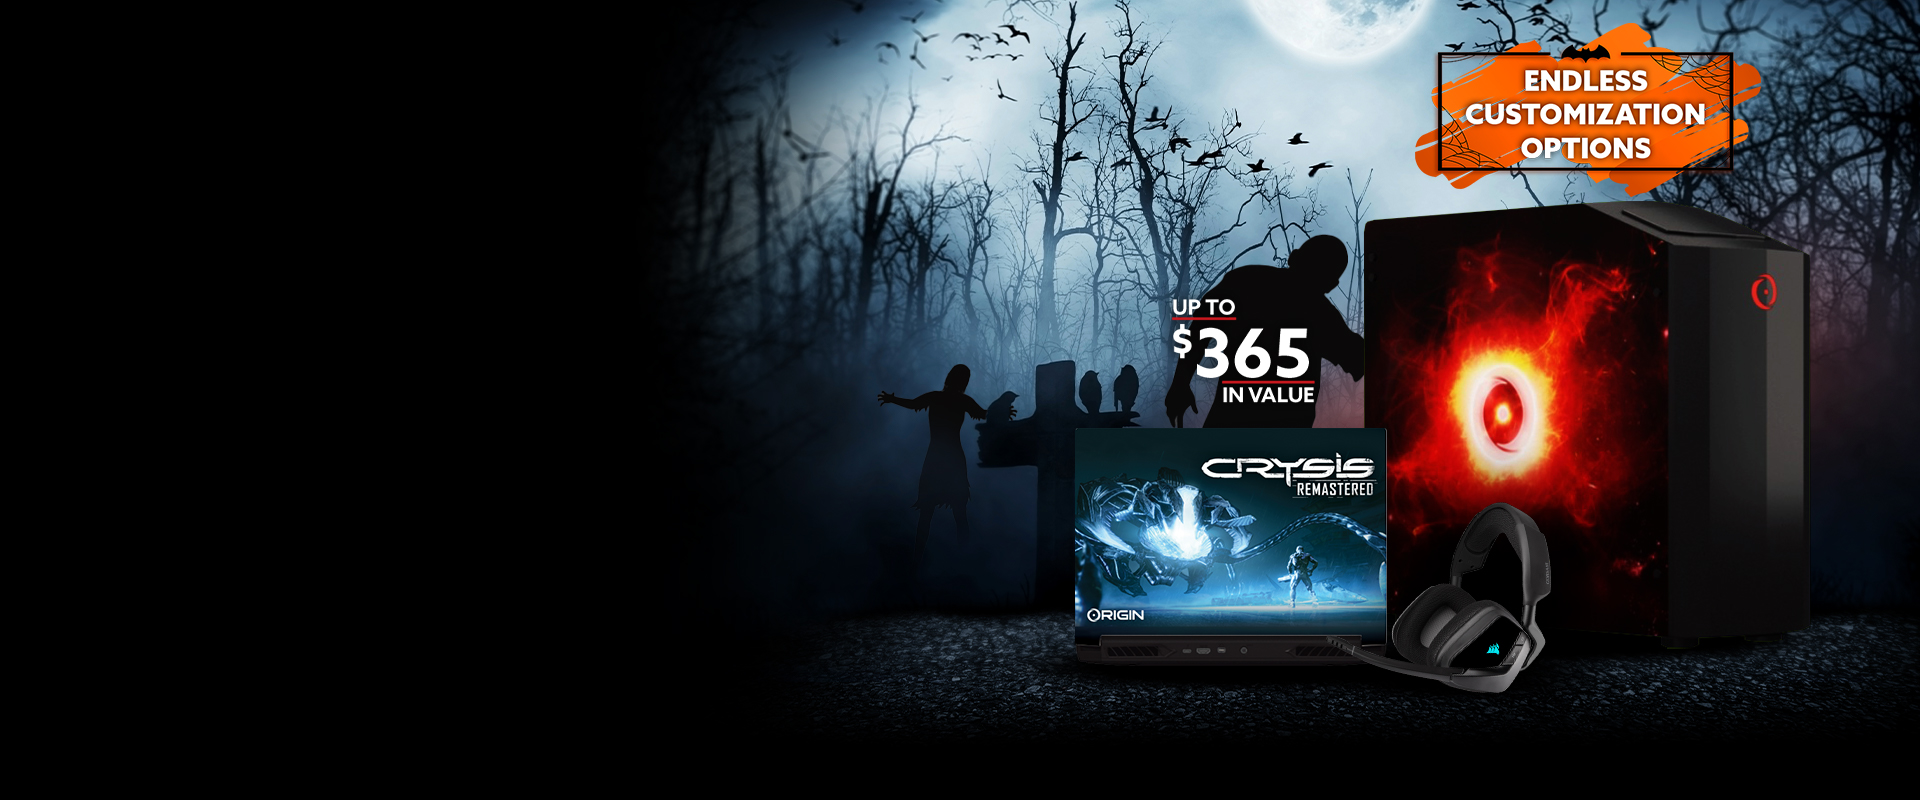 ENDLESS
CUSTOMIZATION
OPTIONS
UP TO
$365
IN VALUE
CRYSIS
REMASTERED
ORIGIN